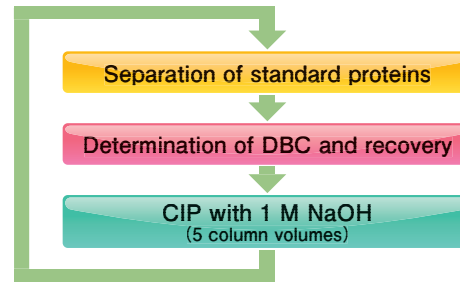 Separation of standard proteins
Determination of DBC and recovery
CIP with 1 M NaOH
(5 column volumes)